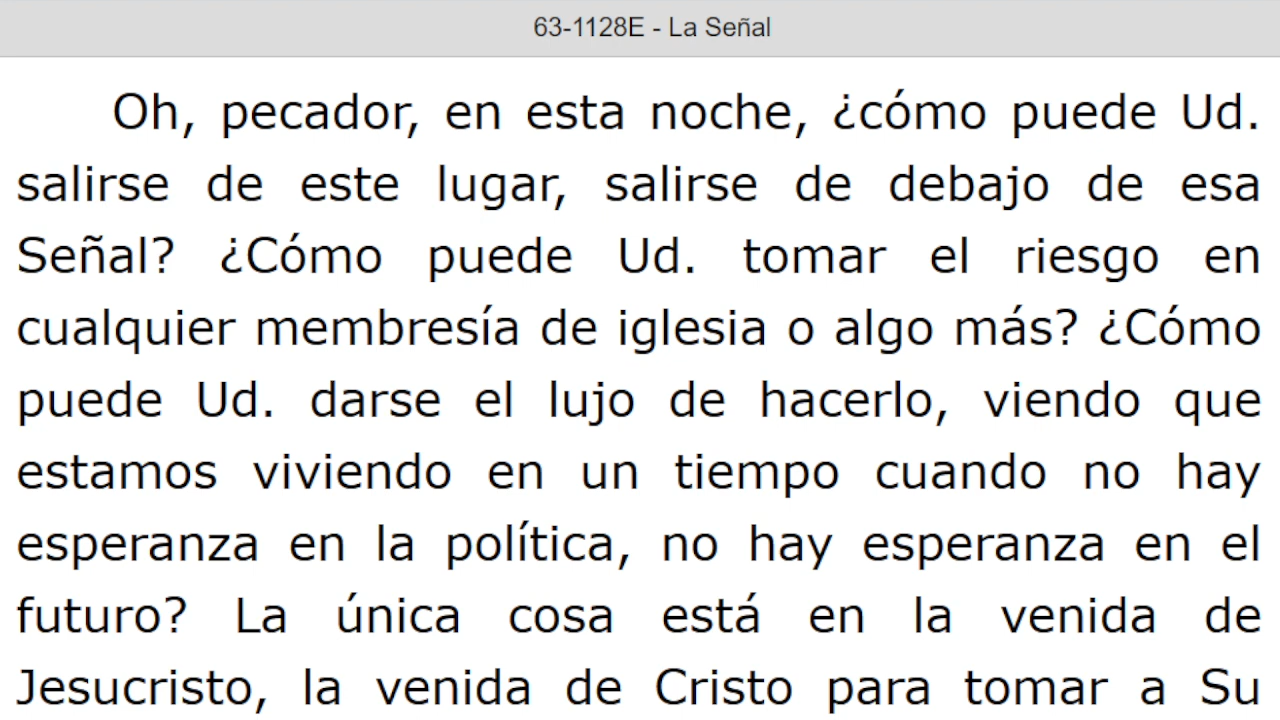 63-1128E - La Señal
Oh, pecador, en esta noche, ¿cómo puede Ud.
salirse de este lugar, salirse de debajo de esa
Señal? ¿Cómo puede Ud. tomar el riesgo en
cualquier membresía de iglesia o algo más? ¿Cómo
puede Ud. darse el lujo de hacerlo, viendo que
estamos viviendo en un tiempo cuando no hay
esperanza en la política, no hay esperanza en el
futuro? La única cosa está en la venida de
Jesucristo, la venida de Cristo para tomar a Su